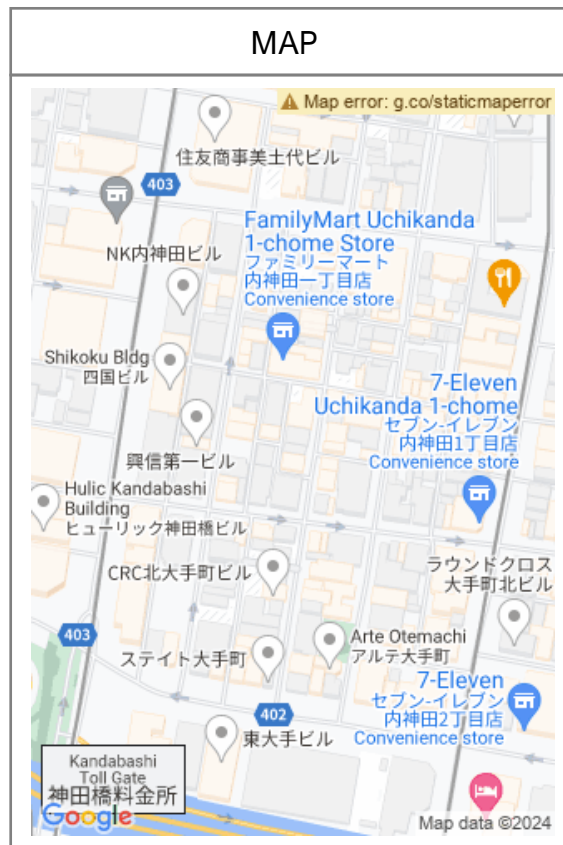 MAP
Map error: g.co/staticmaperror
住友商事美土代ビル
403
FamilyMart Uchikanda
1-chome Store
ファミリーマート
内神田一丁目店
Convenience store
NK内神田ビル
Shikoku Bldg
四国ビル
7-Eleven
Uchikanda 1-chome
セブン-イレブン
内神田1丁目店
Convenience store
興信第一ビル
Hulic Kandabashi
Building
ヒューリック神田橋ビル
CRC北大手町ビル
ラウンドクロス
大手町北ビル
403
Arte Otemachi
アルテ大手町
ステイト大手町
7-Eleven
セブン-イレブン
内神田2丁目店
Convenience store
402
東大手ビル
Kandabashi
Toll Gate
神田橋料金所
Google
Map data ©2024